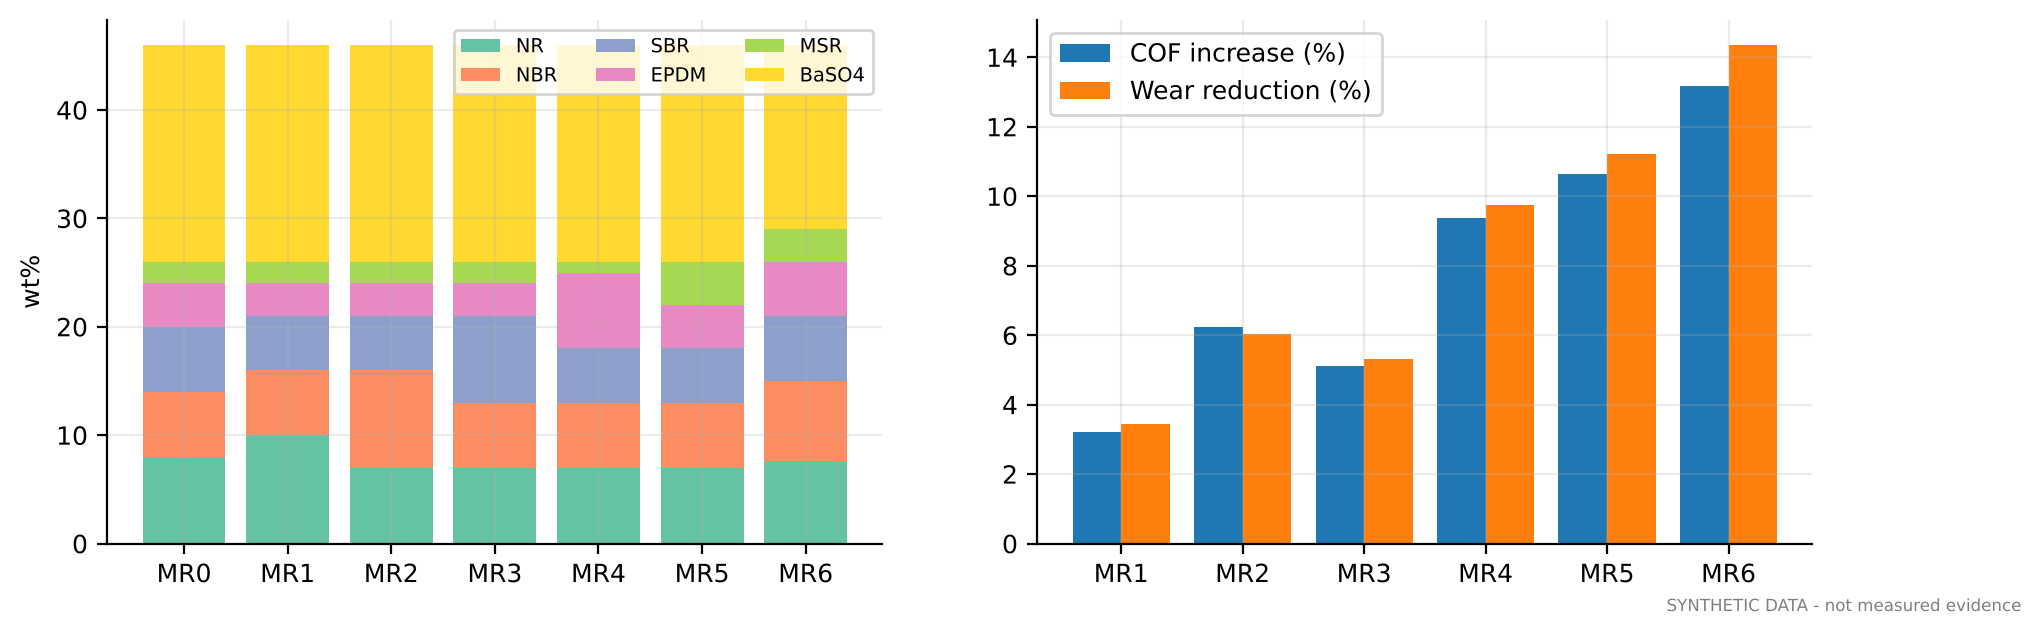 NR SBR MSR
NBR EPDM BaSO4
40
30
20
10
0
wt%
MR0 MR1 MR2 MR3 MR4 MR5 MR6
COF increase (%)
Wear reduction (%)
14
12
10
8
6
4
2
0
MR1 MR2 MR3 MR4 MR5 MR6
SYNTHETIC DATA - not measured evidence